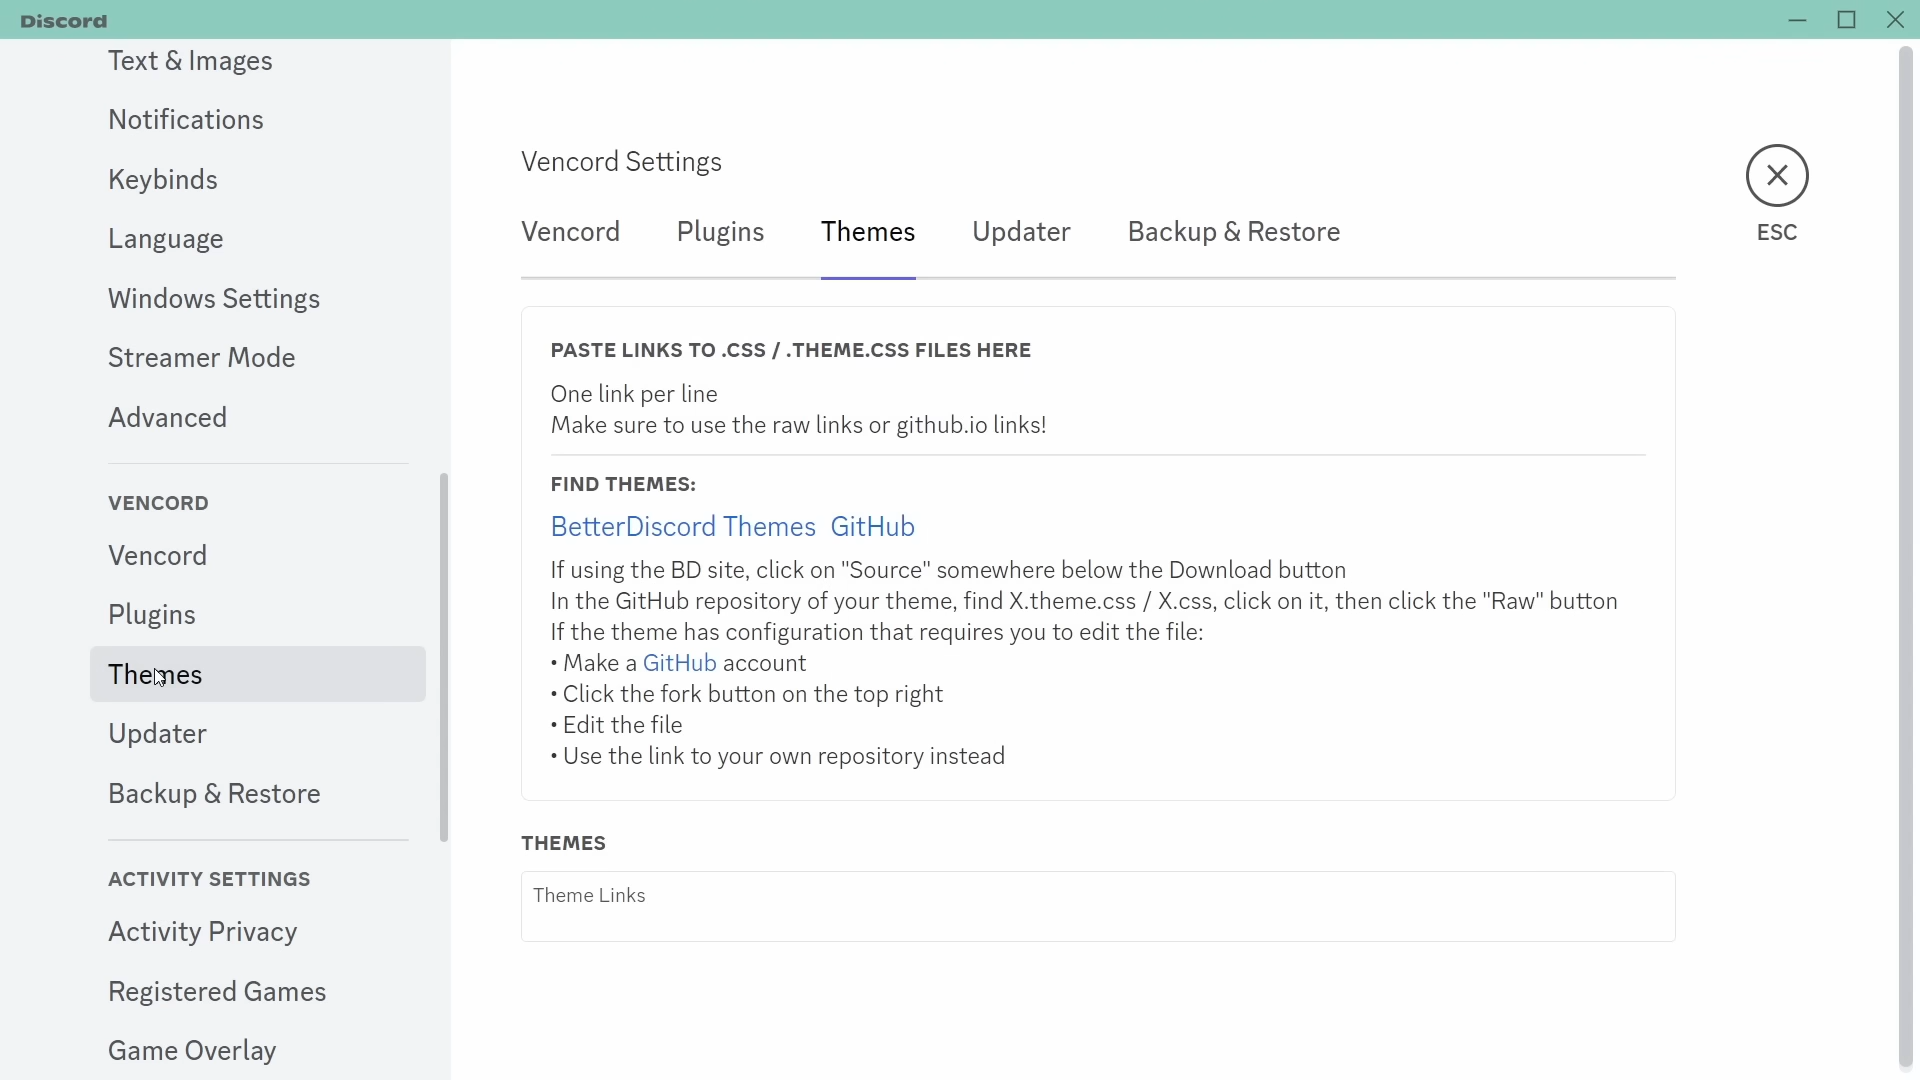 Discord
Text & Images
Notifications
Keybinds
Language
Windows Settings
Streamer Mode
Advanced
VENCORD
Vencord
Plugins
Themes
Updater
Backup & Restore
ACTIVITY SETTINGS
Activity Privacy
Registered Games
Game Overlay
Vencord Settings
Vencord Plugins Themes Updater Backup & Restore
ESC
PASTE LINKS TO .CSS / .THEME.CSS FILES HERE
One link per line
Make sure to use the raw links or github.io links!
FIND THEMES:
BetterDiscord Themes GitHub
If using the BD site, click on "Source" somewhere below the Download button
In the GitHub repository of your theme, find X.theme.css / X.css, click on it, then click the "Raw" button
If the theme has configuration that requires you to edit the file:
• Make a GitHub account
• Click the fork button on the top right
• Edit the file
• Use the link to your own repository instead
THEMES
Theme Links